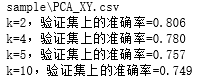 sample\PCA_XY.csv
k=2，验证集上的准确率=0.806
k=4，验证集上的准确率=0.780
k=5，验证集上的准确率=0.757
k=10，验证集上的准确率=0.749